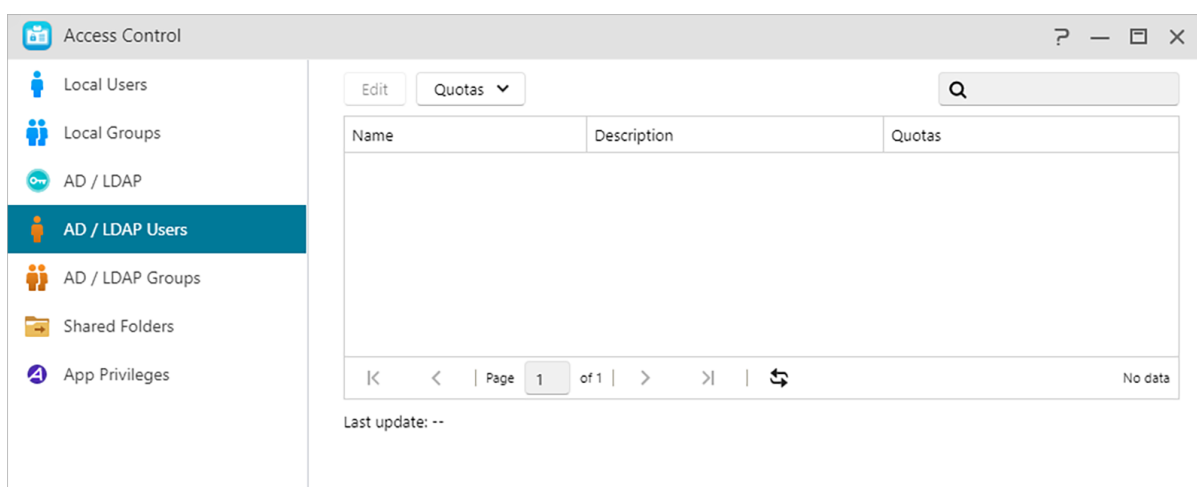 Access Control
Local Users
Local Groups
AD / LDAP
AD / LDAP Users
AD / LDAP Groups
Shared Folders
App Privileges
Edit Quotas
Name Description Quotas
Page 1 of 1 No data
Last update: --